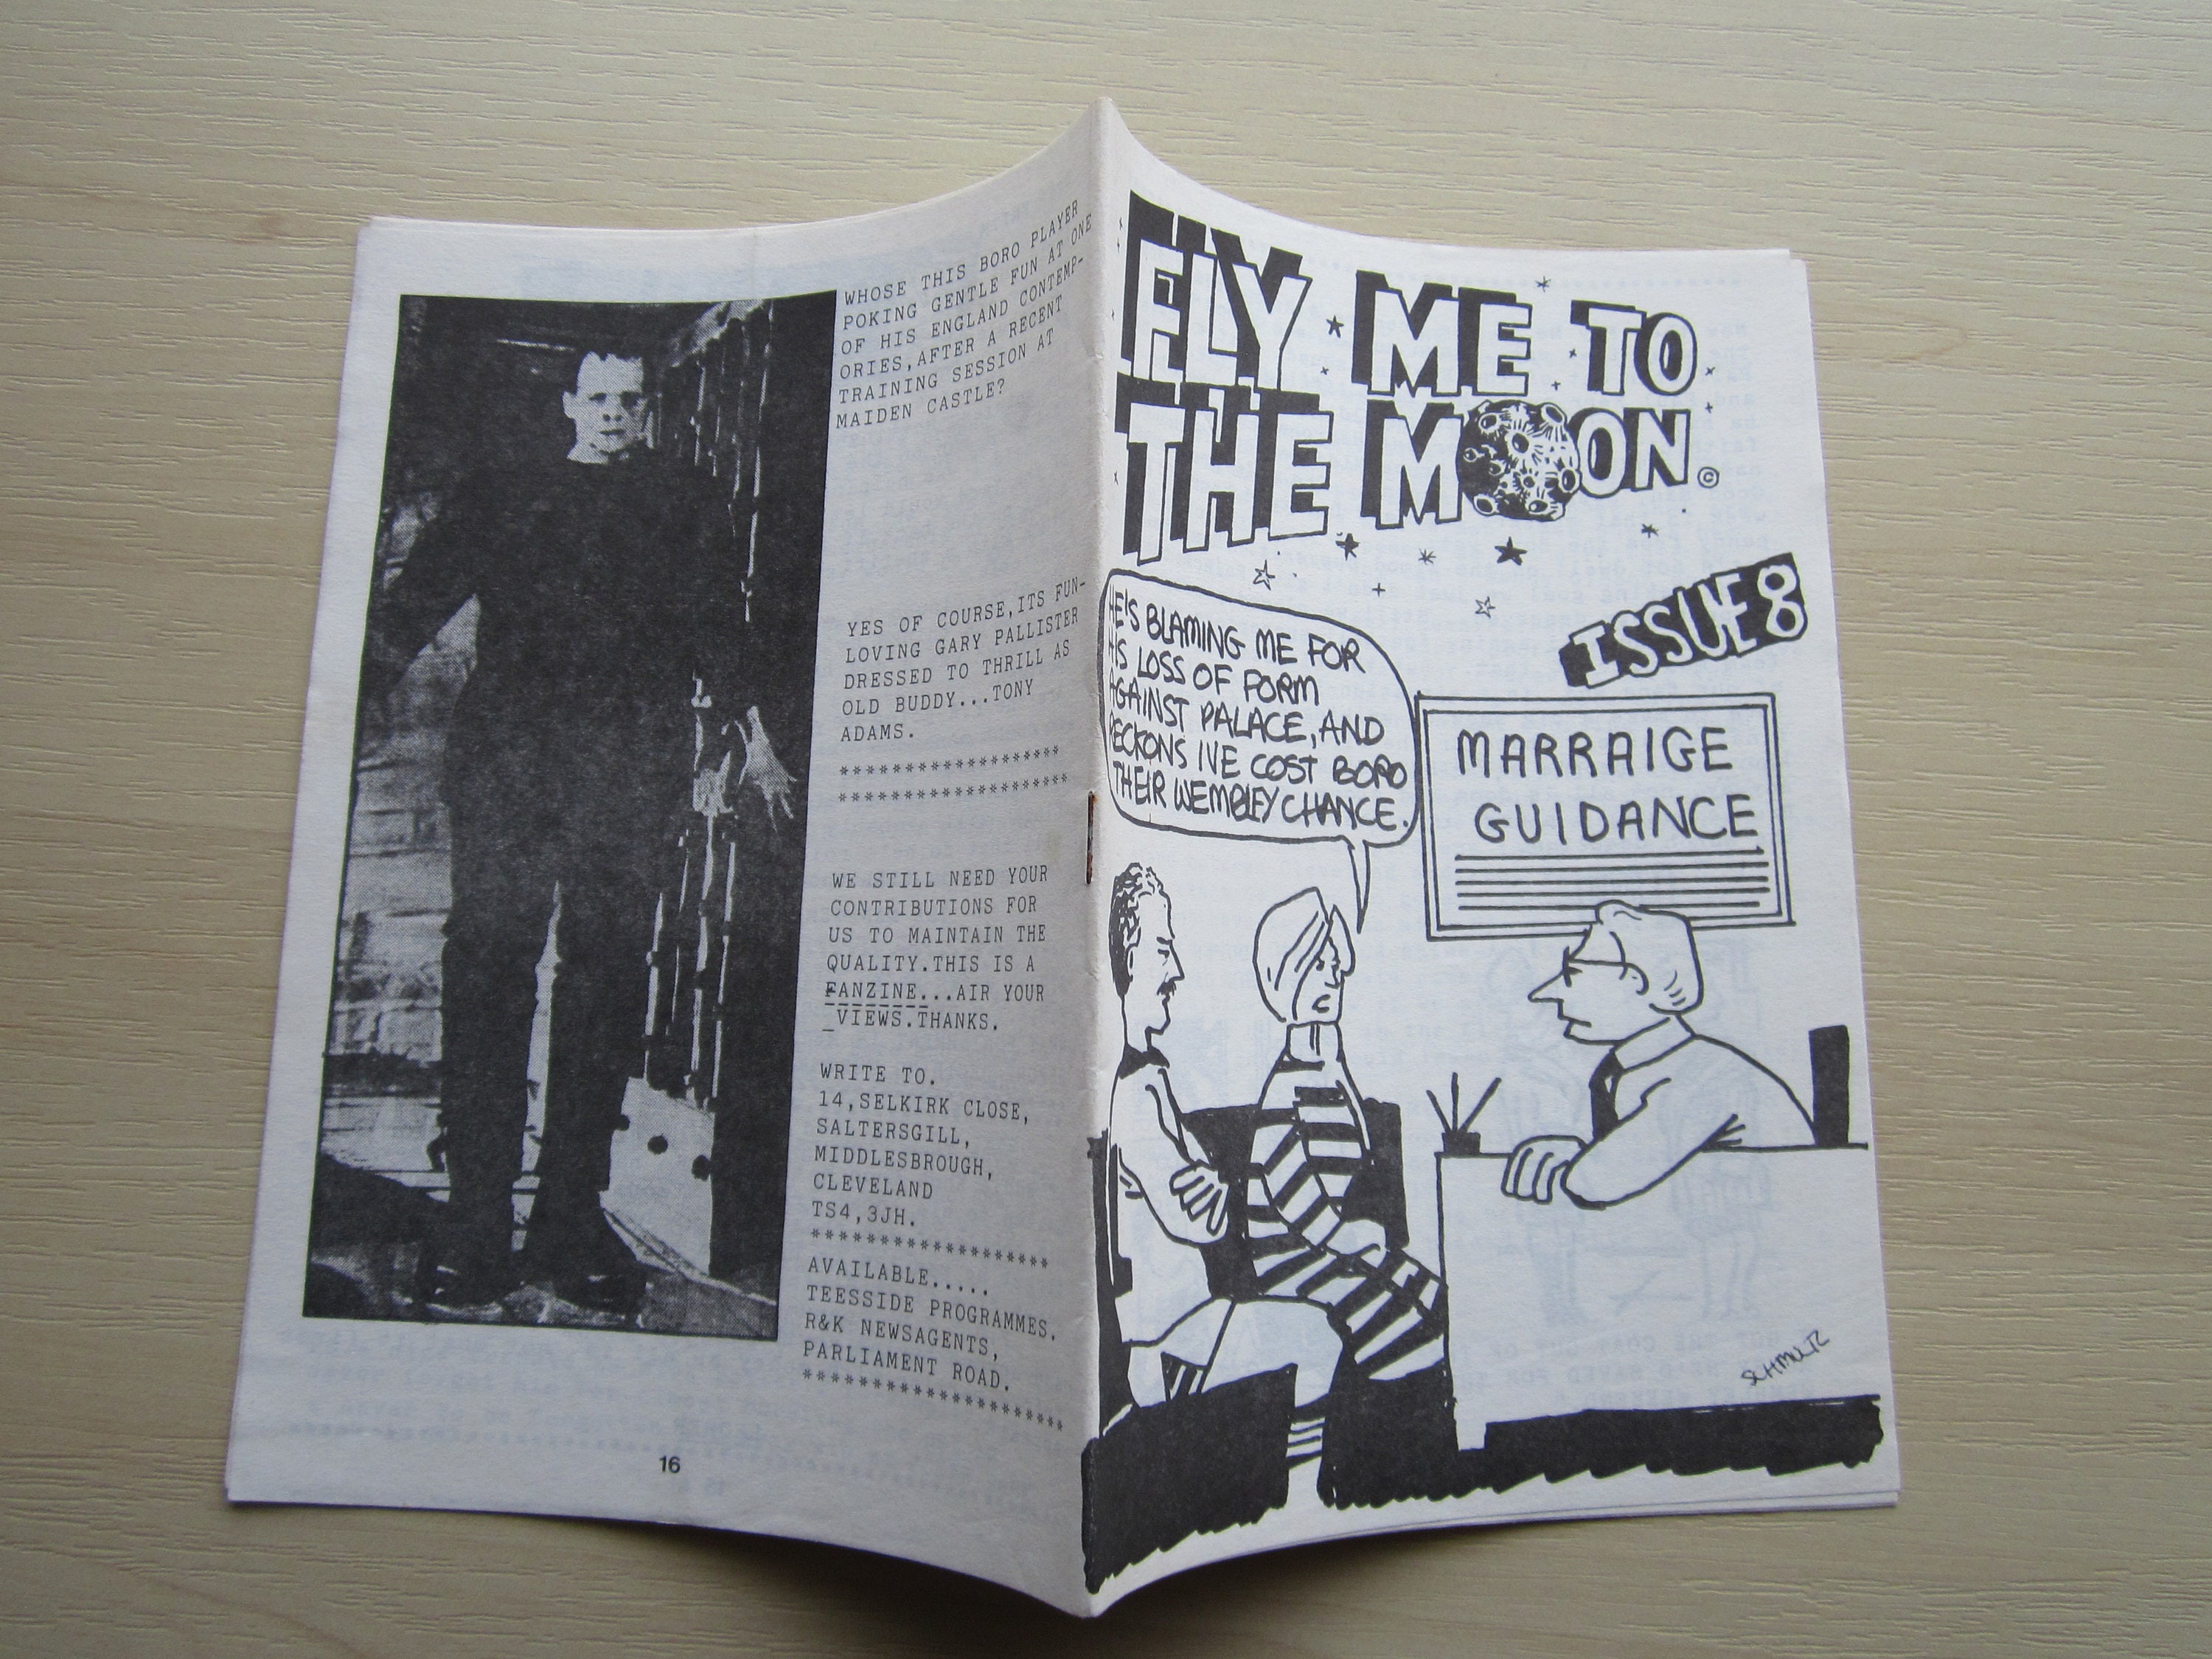 WHOSE THIS BORO PLAYER
POKING GENTLE FUN AT ONE
OF HIS ENGLAND CONTEMP-
ORIES,AFTER A RECENT
TRAINING SESSION AT
MAIDEN CASTLE?
YES OF COURSE,ITS FUN-
LOVING GARY PALLISTER
DRESSED TO THRILL AS
OLD BUDDY...TONY
ADAMS.
********************
********************
WE STILL NEED YOUR
CONTRIBUTIONS FOR
US TO MAINTAIN THE
QUALITY.THIS IS A
FANZINE...AIR YOUR
_VIEWS.THANKS.
WRITE TO.
14,SELKIRK CLOSE,
SALTERSGILL,
MIDDLESBROUGH,
CLEVELAND
TS4,3JH.
*******************
AVAILABLE.....
TEESSIDE PROGRAMMES.
R&K NEWSAGENTS,
PARLIAMENT ROAD.
********************
16
FLY ME TO
THE MOON ©
ISSUE 8
HE'S BLAMING ME FOR
HIS LOSS OF FORM
AGAINST PALACE, AND
RECKONS IVE COST BORO
THEIR WEMBLEY CHANCE.
MARRAIGE
GUIDANCE
SCHMULTZ